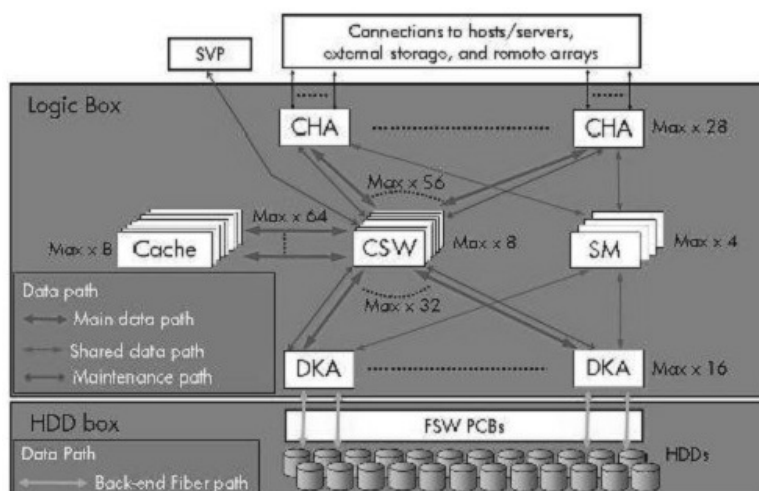 Connections to hosts/servers,
external storage, and romoto arrays
SVP
Logic Box
CHA
CHA
Max x 28
Max x 56
Max x 64
Max x B
Cache
CSW
Max x 8
SM
Max x 4
Data path
Main data path
Shared data path
Maintenance path
Max x 32
DKA
DKA
Max x 16
HDD box
FSW PCBs
Data Path
Back-end Fiber path
HDDs